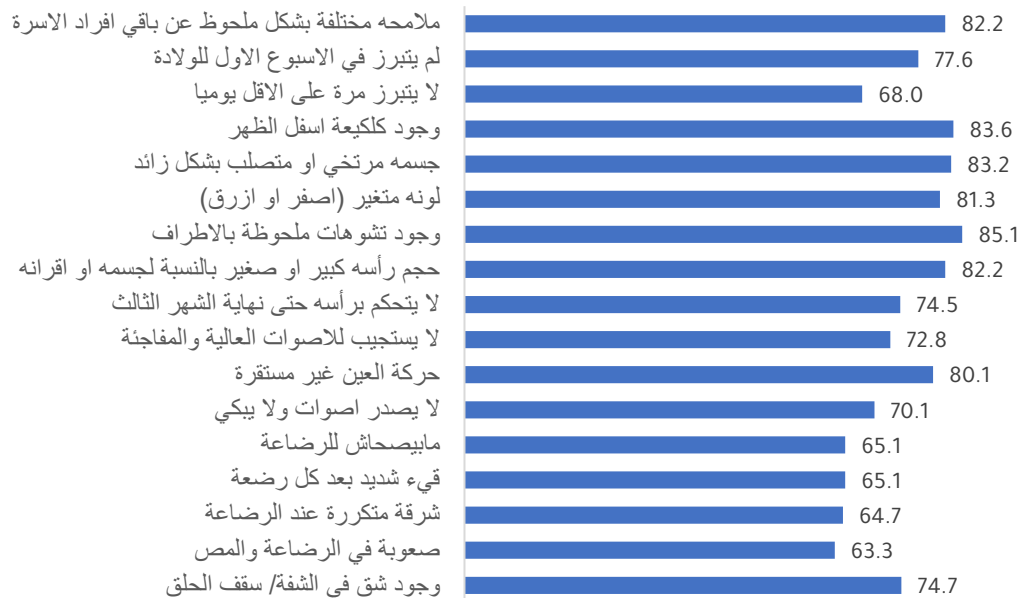 ملامحه مختلفة بشكل ملحوظ عن باقي افراد الاسرة 82.2
لم يتبرز في الاسبوع الاول للولادة 77.6
لا يتبرز مرة على الاقل يوميا 68.0
وجود كلكيعة اسفل الظهر 83.6
جسمه مرتخي او متصلب بشكل زائد 83.2
لونه متغير (اصفر او ازرق) 81.3
وجود تشوهات ملحوظة بالاطراف 85.1
حجم رأسه كبير او صغير بالنسبة لجسمه او اقرانه 82.2
لا يتحكم برأسه حتى نهاية الشهر الثالث 74.5
لا يستجيب للاصوات العالية والمفاجئة 72.8
حركة العين غير مستقرة 80.1
لا يصدر اصوات ولا يبكي 70.1
مابيصحاش للرضاعة 65.1
قيء شديد بعد كل رضعة 65.1
شرقة متكررة عند الرضاعة 64.7
صعوبة في الرضاعة والمص 63.3
وجود شق في الشفة/ سقف الحلق 74.7